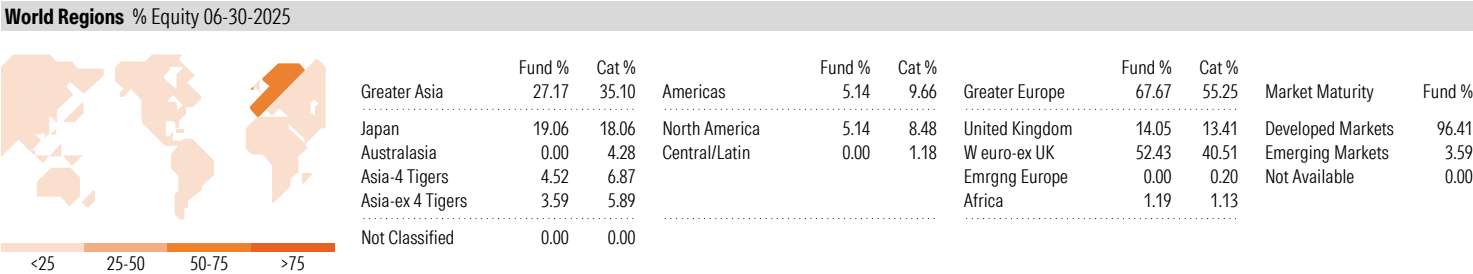 World Regions % Equity 06-30-2025
Fund % Cat %
Greater Asia 27.17 35.10
Japan 19.06 18.06
Australasia 0.00 4.28
Asia-4 Tigers 4.52 6.87
Asia-ex 4 Tigers 3.59 5.89
Not Classified 0.00 0.00
Fund % Cat %
Americas 5.14 9.66
North America 5.14 8.48
Central/Latin 0.00 1.18
Fund % Cat %
Greater Europe 67.67 55.25
United Kingdom 14.05 13.41
W euro-ex UK 52.43 40.51
Emrgng Europe 0.00 0.20
Africa 1.19 1.13
Market Maturity Fund %
Developed Markets 96.41
Emerging Markets 3.59
Not Available 0.00
<25 25-50 50-75 >75